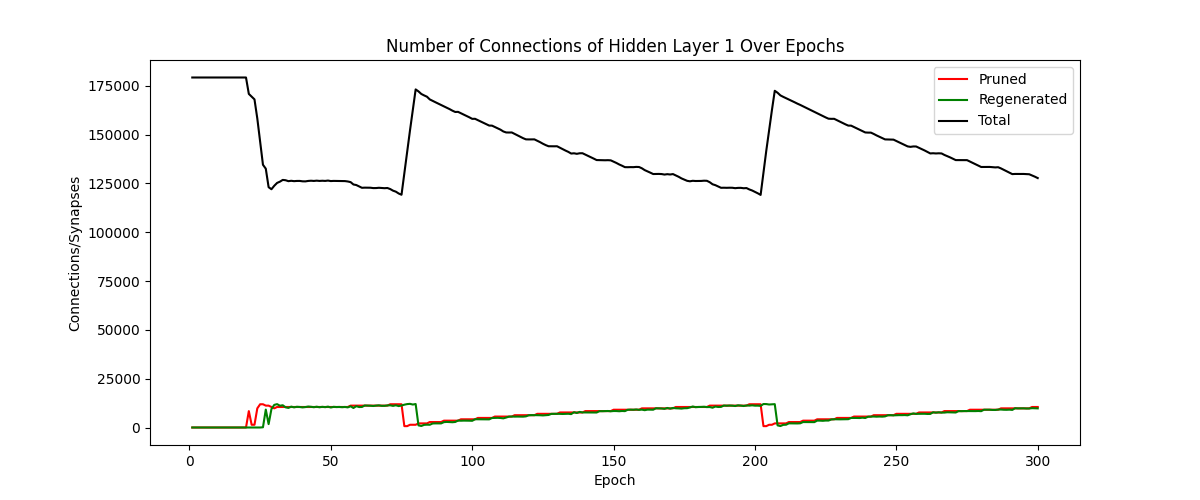 Number of Connections of Hidden Layer 1 Over Epochs
Pruned
Regenerated
Total
Connections/Synapses
175000
150000
125000
100000
75000
50000
25000
0
0 50 100 150 200 250 300
Epoch